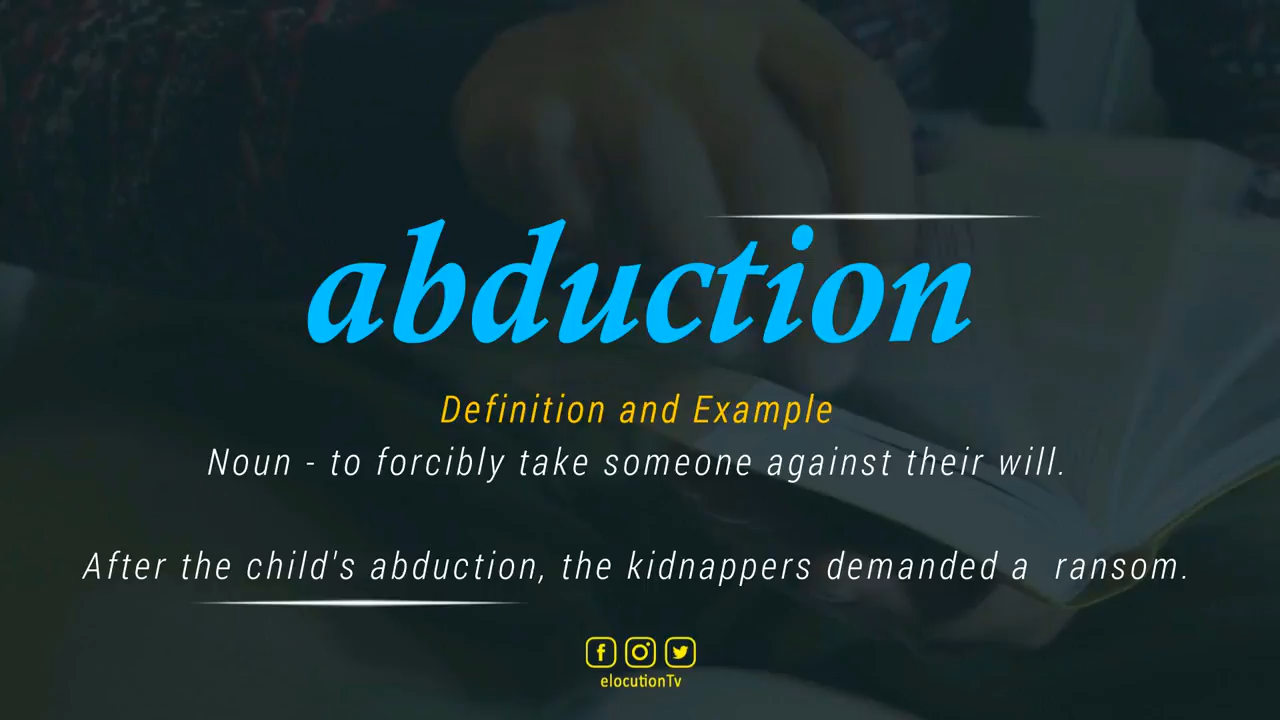 abduction
Definition and Example
Noun - to forcibly take someone against their will.
After the child's abduction, the kidnappers demanded a  ransom.
elocutionTv